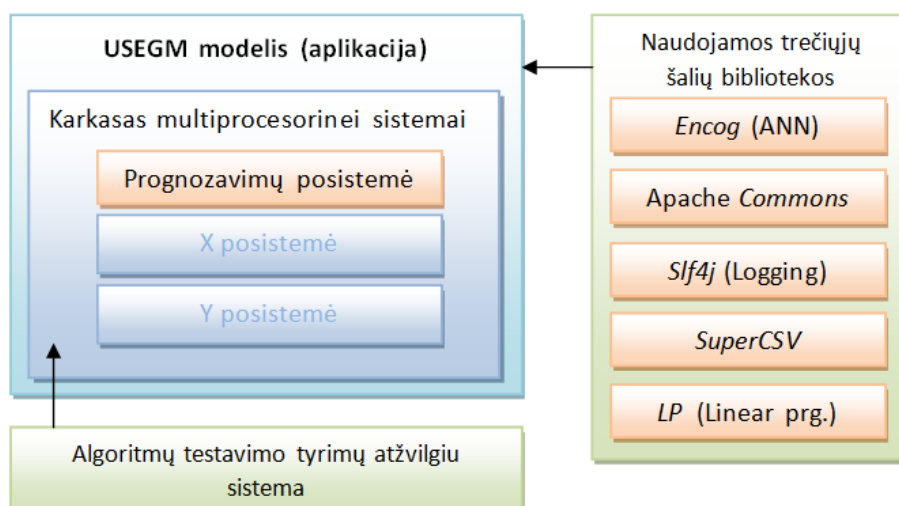 USEGM modelis (aplikacija)
Karkasas multiprocesorinei sistemai
Prognozavimų posistemė
X posistemė
Y posistemė
Algoritmų testavimo tyrimų atžvilgiu
sistema
Naudojamos trečiųjų
šalių bibliotekos
Encog (ANN)
Apache Commons
Slf4j (Logging)
SuperCSV
LP (Linear prg.)